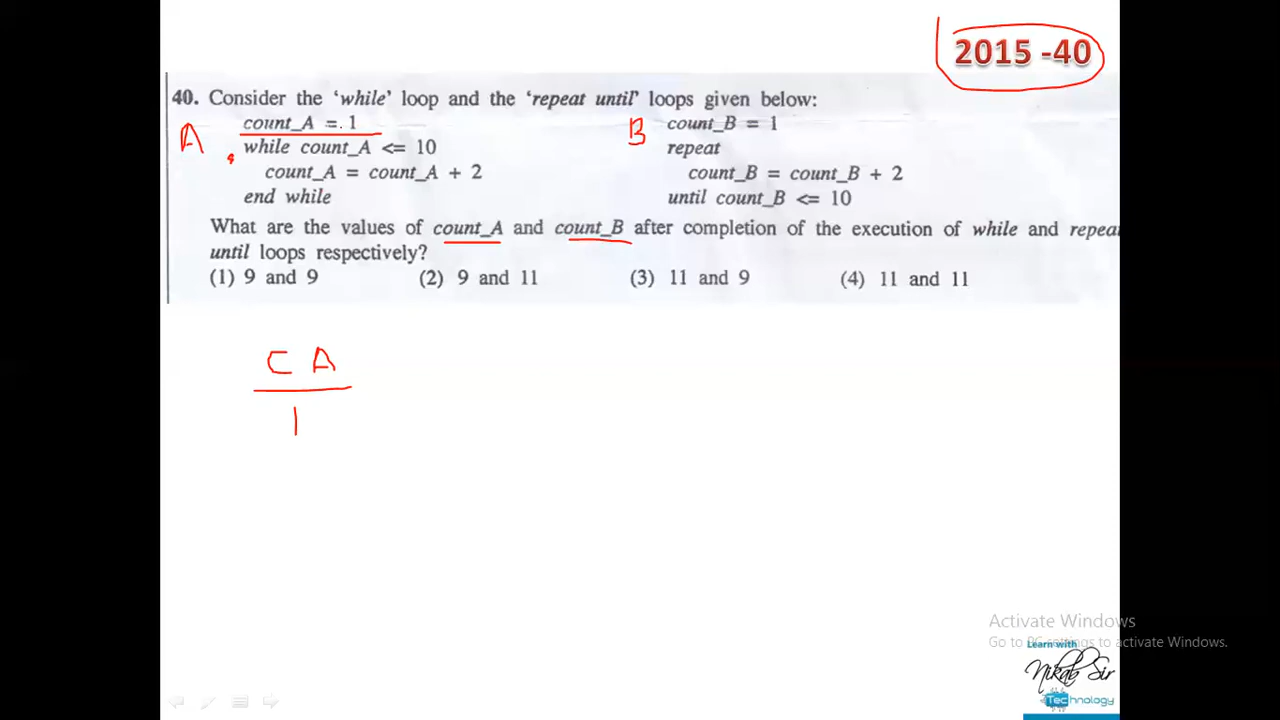 2015 -40
40. Consider the ‘while’ loop and the ‘repeat until’ loops given below:
A count_A = 1
while count_A <= 10
count_A = count_A + 2
end while
B count_B = 1
repeat
count_B = count_B + 2
until count_B <= 10
What are the values of count_A and count_B after completion of the execution of while and repea
until loops respectively?
(1) 9 and 9 (2) 9 and 11 (3) 11 and 9 (4) 11 and 11
C A
1
Activate Windows
Go to PC settings to activate Windows.
Learn with
Nikab Sir
Technology